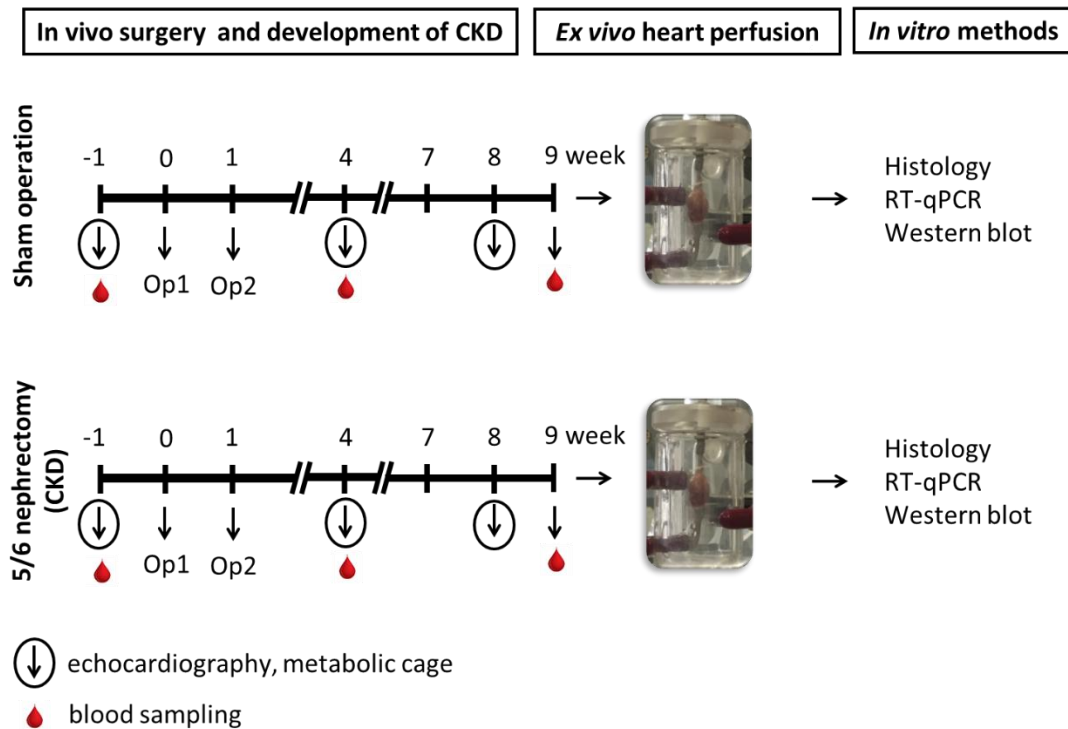 In vivo surgery and development of CKD
Ex vivo heart perfusion
In vitro methods
Sham operation
-1 0 1 4 7 8 9 week
Op1 Op2
Histology
RT-qPCR
Western blot
5/6 nephrectomy
(CKD)
-1 0 1 4 7 8 9 week
Op1 Op2
Histology
RT-qPCR
Western blot
echocardiography, metabolic cage
blood sampling